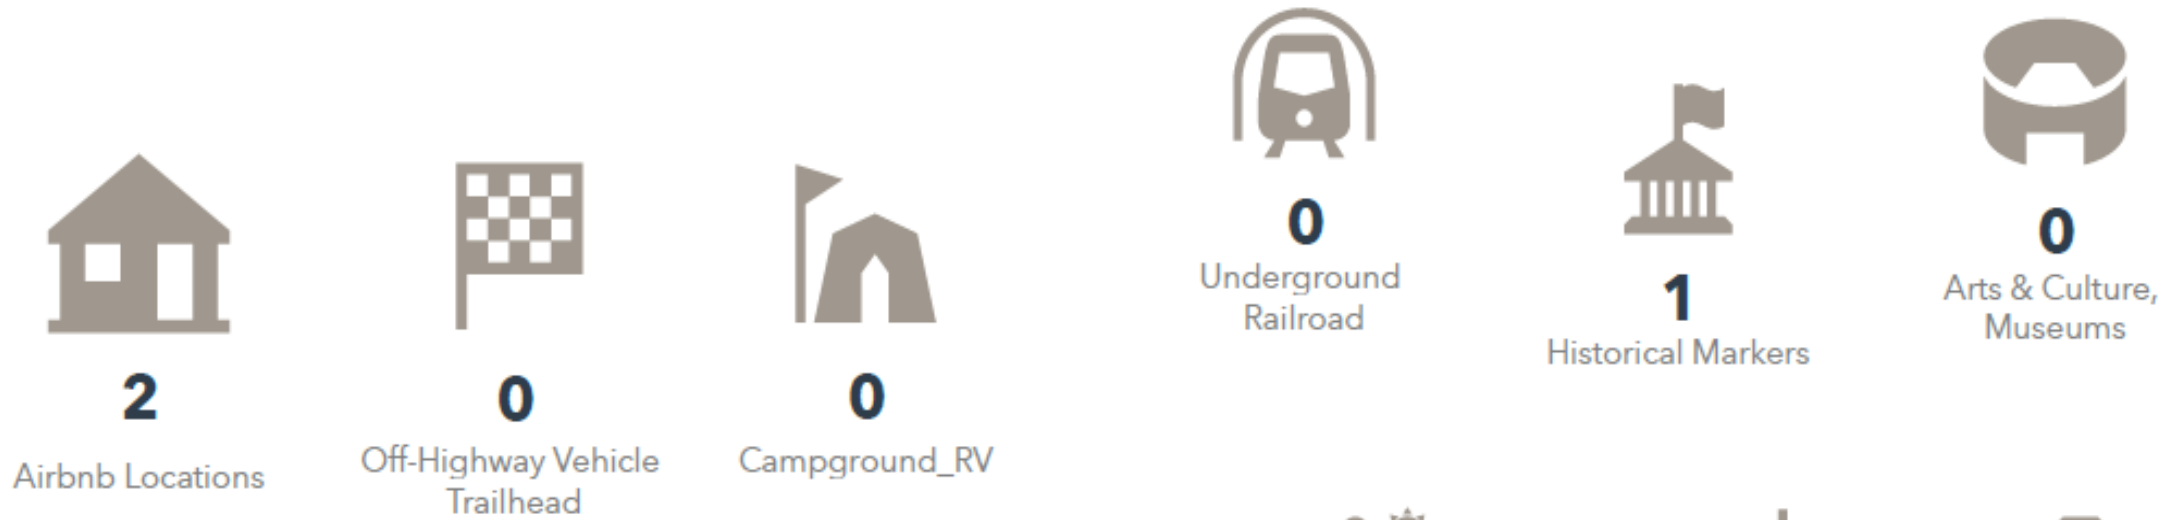 2
Airbnb Locations
0
Off-Highway Vehicle
Trailhead
0
Campground_RV
0
Underground
Railroad
1
Historical Markers
0
Arts & Culture,
Museums